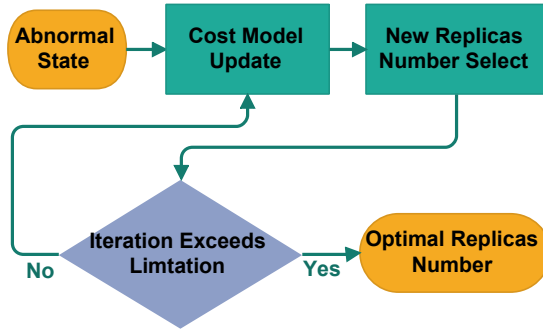 Abnormal
State
Cost Model
Update
New Replicas
Number Select
Iteration Exceeds
Limtation
No
Yes
Optimal Replicas
Number